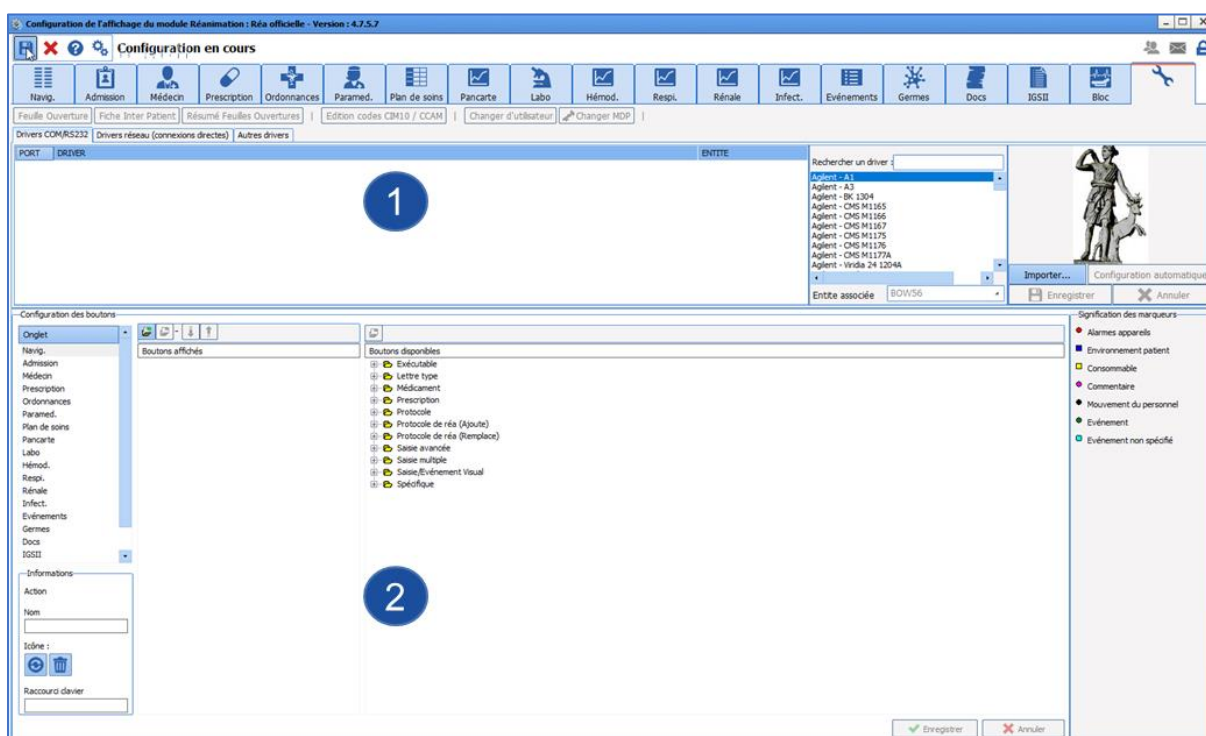 Configuration de l'affichage du module Réanimation : Réa officielle - Version : 4.7.5.7
Configuration en cours
Navig. Admission Médecin Prescription Ordonnances Paramed. Plan de soins Pancarte Labo Hémod. Respi. Rénale Infect. Evénements Germes Docs IGSII Bloc
Feuille Ouverture Fiche Inter Patient Résumé Feuilles Ouvertures | Edition codes CIM10 / CCAM | Changer d'utilisateur Changer MDP |
Drivers COM/RS232 Drivers réseau (connexions directes) Autres drivers
PORT DRIVER ENTITE
1
Rechercher un driver :
Agilent - A1
Agilent - A3
Agilent - BK 1304
Agilent - CMS M1165
Agilent - CMS M1166
Agilent - CMS M1167
Agilent - CMS M1175
Agilent - CMS M1176
Agilent - CMS M1177A
Agilent - Viridia 24 1204A
Entite associée BOW56
Importer... Configuration automatique
Enregistrer Annuler
Configuration des boutons
Onglet
Navig.
Admission
Médecin
Prescription
Ordonnances
Paramed.
Plan de soins
Pancarte
Labo
Hémod.
Respi.
Rénale
Infect.
Evénements
Germes
Docs
IGSII
Informations
Action
Nom
Icône :
Raccourci clavier
Boutons affichés
Boutons disponibles
Exécutable
Lettre type
Médicament
Prescription
Protocole
Protocole de réa (Ajoute)
Protocole de réa (Remplace)
Saisie avancée
Saisie multiple
Saisie/Evénement Visual
Spécifique
2
Enregistrer Annuler
Signification des marqueurs
Alarmes appareils
Environnement patient
Consommable
Commentaire
Mouvement du personnel
Evénement
Evénement non spécifié